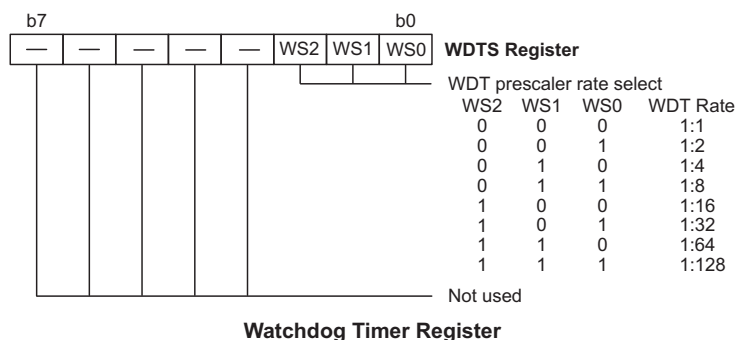 b7 b0
— — — — — WS2 WS1 WS0 WDTS Register
WDT prescaler rate select
WS2 WS1 WS0 WDT Rate
0 0 0 1:1
0 0 1 1:2
0 1 0 1:4
0 1 1 1:8
1 0 0 1:16
1 0 1 1:32
1 1 0 1:64
1 1 1 1:128
Not used
Watchdog Timer Register